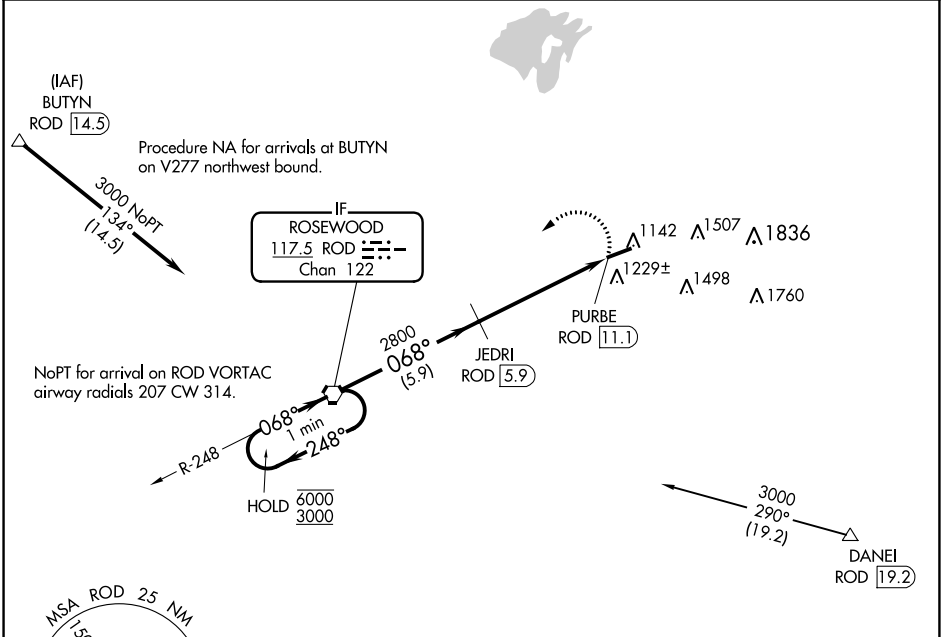 (IAF)
BUTYN
ROD 14.5
Procedure NA for arrivals at BUTYN
on V277 northwest bound.
3000 NoPT
134°
(14.5)
IF
ROSEWOOD
117.5 ROD
Chan 122
1142
1507
1836
1229±
1498
1760
PURBE
ROD 11.1
2800
068°
(5.9)
JEDRI
ROD 5.9
NoPT for arrival on ROD VORTAC
airway radials 207 CW 314.
068°
1 min
248°
R-248
HOLD 6000
3000
3000
290°
(19.2)
DANEI
ROD 19.2
MSA ROD 25 NM